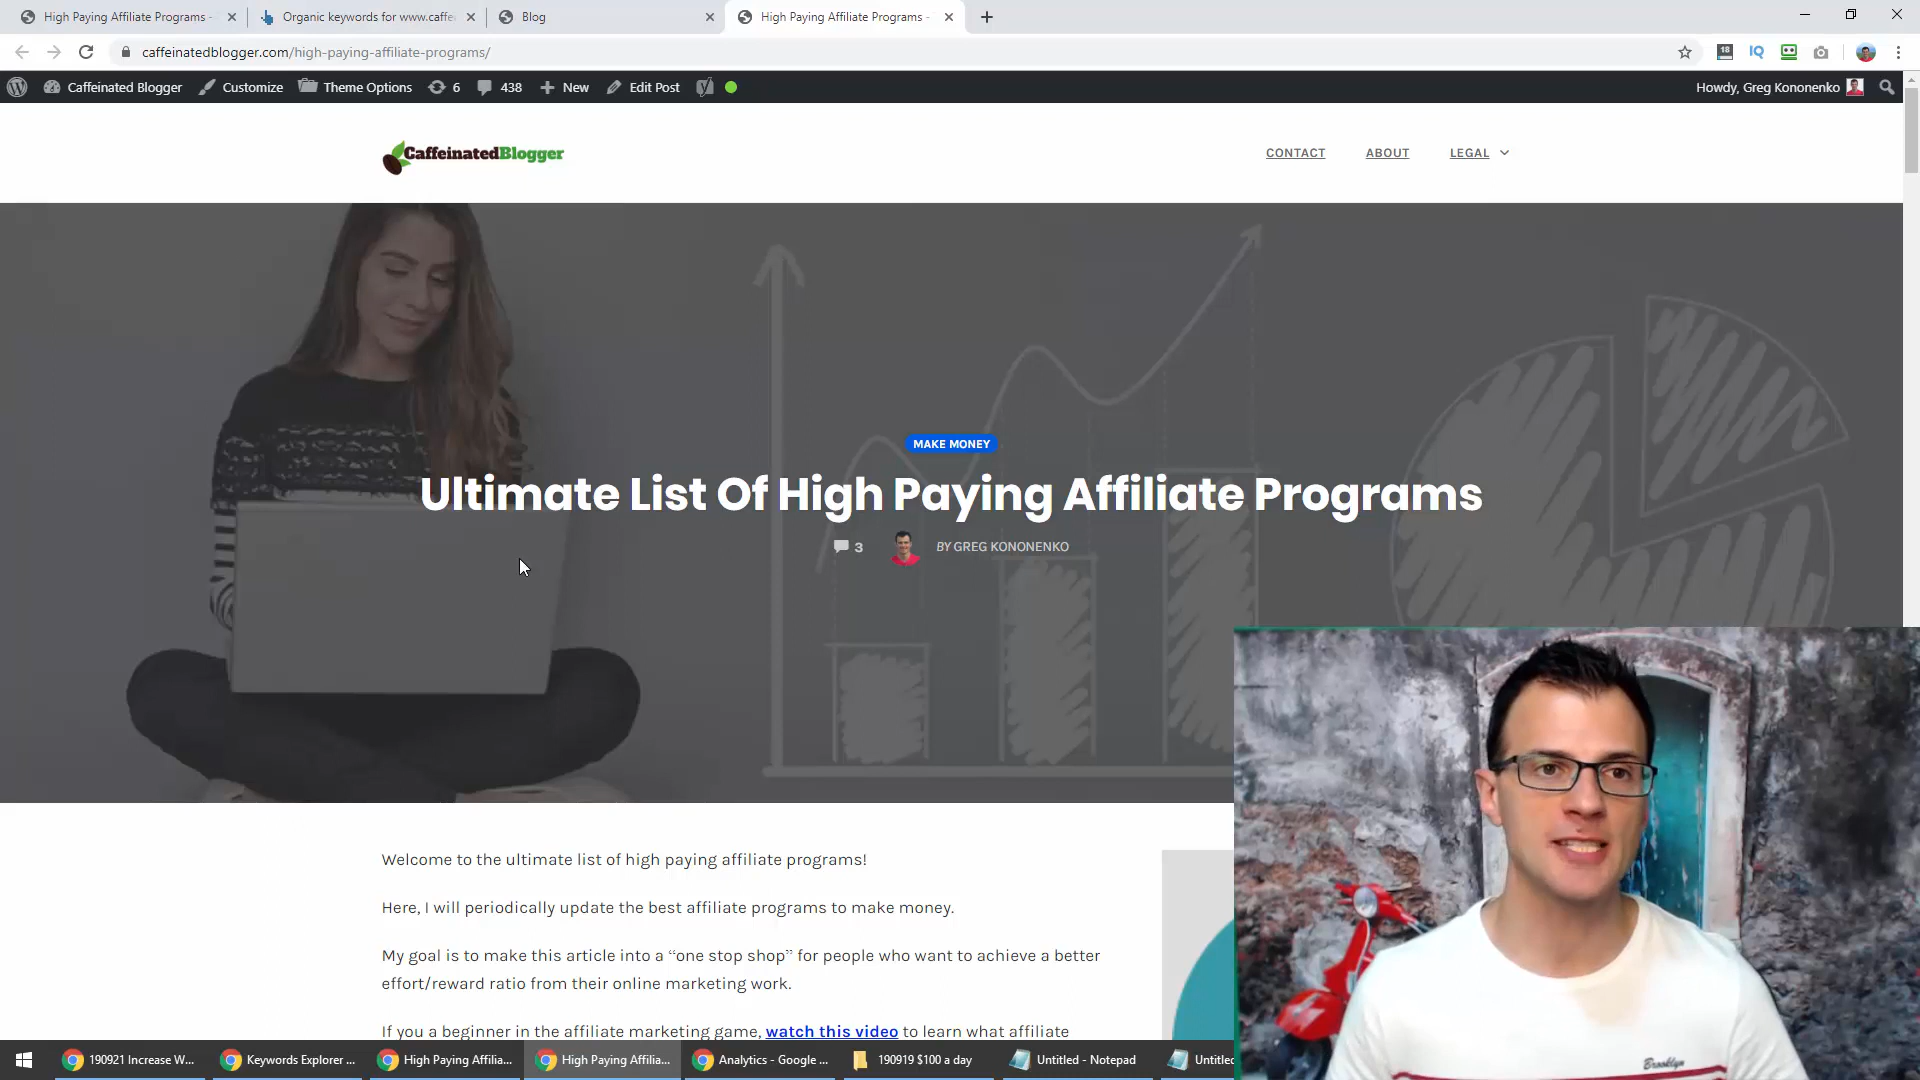 High Paying Affiliate Programs -
Organic keywords for www.caffe
Blog
High Paying Affiliate Programs -
caffeinatedblogger.com/high-paying-affiliate-programs/
18
IQ
Caffeinated Blogger
Customize
Theme Options
6
438
New
Edit Post
Howdy, Greg Kononenko
CaffeinatedBlogger
CONTACT
ABOUT
LEGAL
MAKE MONEY
Ultimate List Of High Paying Affiliate Programs
3
BY GREG KONONENKO
Welcome to the ultimate list of high paying affiliate programs!
Here, I will periodically update the best affiliate programs to make money.
My goal is to make this article into a “one stop shop” for people who want to achieve a better
effort/reward ratio from their online marketing work.
If you a beginner in the affiliate marketing game, watch this video to learn what affiliate
Brooklyn
190921 Increase W...
Keywords Explorer ...
High Paying Affilia...
High Paying Affilia...
Analytics - Google ...
190919 $100 a day
Untitled - Notepad
Untitle